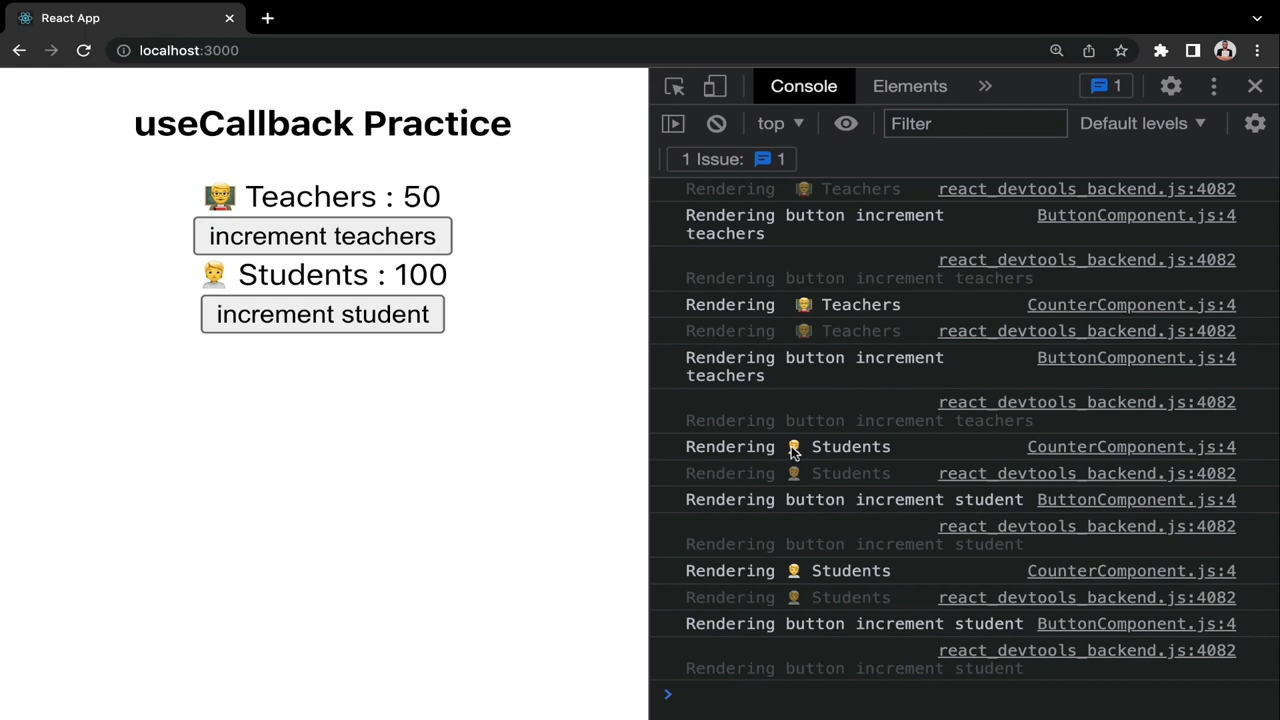 React App
localhost:3000
useCallback Practice
Teachers : 50
increment teachers
Students : 100
increment student
Console
Elements
1
top
Filter
Default levels
1 Issue: 1
Rendering Teachers react_devtools_backend.js:4082
Rendering button increment ButtonComponent.js:4
teachers
react_devtools_backend.js:4082
Rendering button increment teachers
Rendering Teachers CounterComponent.js:4
Rendering Teachers react_devtools_backend.js:4082
Rendering button increment ButtonComponent.js:4
teachers
react_devtools_backend.js:4082
Rendering button increment teachers
Rendering Students CounterComponent.js:4
Rendering Students react_devtools_backend.js:4082
Rendering button increment student ButtonComponent.js:4
react_devtools_backend.js:4082
Rendering button increment student
Rendering Students CounterComponent.js:4
Rendering Students react_devtools_backend.js:4082
Rendering button increment student ButtonComponent.js:4
react_devtools_backend.js:4082
Rendering button increment student